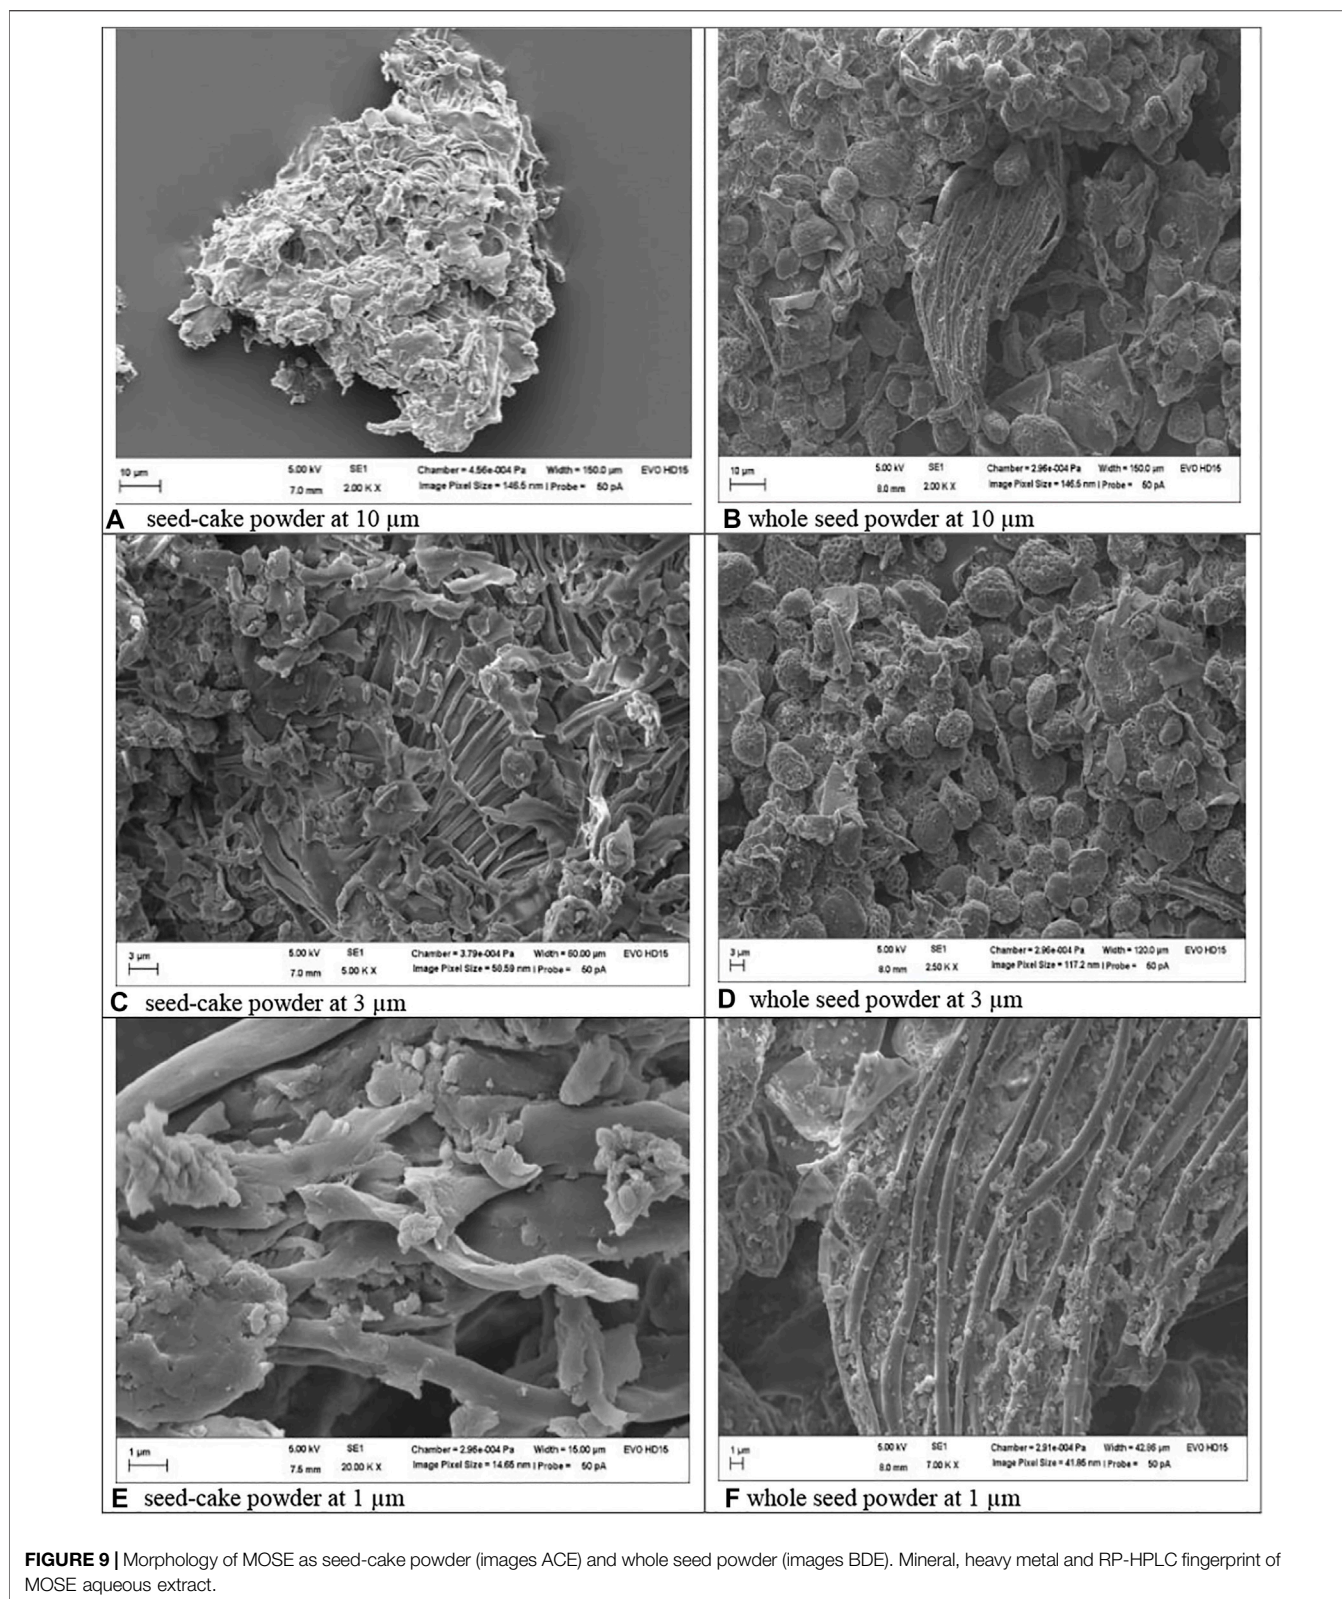 10 µm
5.00 kV SE1 Chamber = 4.56e-004 Pa Width = 150.0 µm EVO HD15
7.0 mm 2.00 K X Image Pixel Size = 146.5 nm | Probe = 50 pA
A seed-cake powder at 10 µm
10 µm
5.00 kV SE1 Chamber = 2.96e-004 Pa Width = 150.0 µm EVO HD15
8.0 mm 2.00 K X Image Pixel Size = 146.5 nm | Probe = 50 pA
B whole seed powder at 10 µm
3 µm
5.00 kV SE1 Chamber = 3.79e-004 Pa Width = 60.00 µm EVO HD15
7.0 mm 5.00 K X Image Pixel Size = 58.59 nm | Probe = 50 pA
C seed-cake powder at 3 µm
3 µm
5.00 kV SE1 Chamber = 2.96e-004 Pa Width = 120.0 µm EVO HD15
8.0 mm 2.50 K X Image Pixel Size = 117.2 nm | Probe = 50 pA
D whole seed powder at 3 µm
1 µm
5.00 kV SE1 Chamber = 2.96e-004 Pa Width = 15.00 µm EVO HD15
7.5 mm 20.00 K X Image Pixel Size = 14.65 nm | Probe = 50 pA
E seed-cake powder at 1 µm
1 µm
5.00 kV SE1 Chamber = 2.91e-004 Pa Width = 42.86 µm EVO HD15
8.0 mm 7.00 K X Image Pixel Size = 41.85 nm | Probe = 50 pA
F whole seed powder at 1 µm
FIGURE 9 | Morphology of MOSE as seed-cake powder (images ACE) and whole seed powder (images BDE). Mineral, heavy metal and RP-HPLC fingerprint of
MOSE aqueous extract.